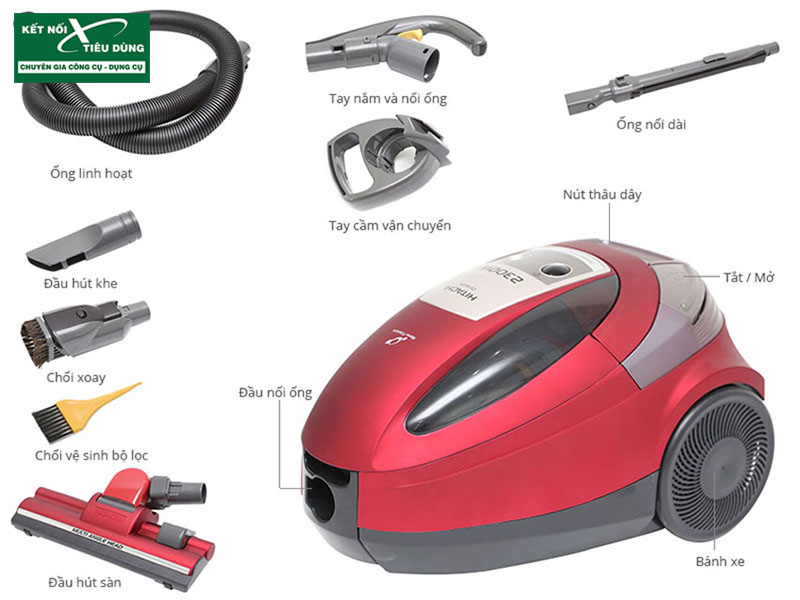 KẾT NỐI
TIÊU DÙNG
CHUYÊN GIA CÔNG CỤ - DỤNG CỤ
Ống linh hoạt
Tay nắm và nối ống
Ống nối dài
Tay cầm vận chuyển
Nút thâu dây
Tắt / Mở
Đầu hút khe
HITACHI
2300W
Chổi xoay
Đầu nối ống
Chổi vệ sinh bộ lọc
MULTI ANGLE HEAD
Đầu hút sàn
Bánh xe